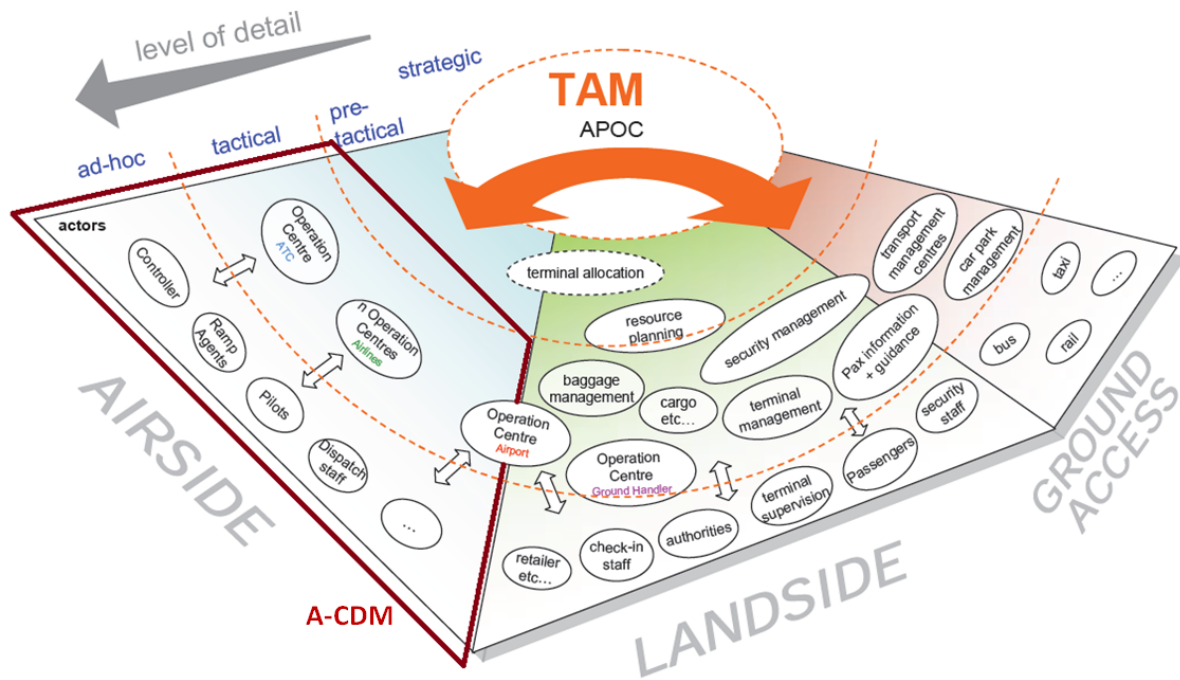 level of detail
strategic
pre-
tactical
tactical
ad-hoc
TAM
APOC
actors
Controller
Operation
Centre
ATC
Ramp
Agents
n Operation
Centres
Airlines
Pilots
Dispatch
staff
...
Operation
Centre
Airport
terminal allocation
resource
planning
security management
baggage
management
cargo
etc...
terminal
management
Pax information
+ guidance
Operation
Centre
Ground Handler
retailer
etc...
check-in
staff
authorities
terminal
supervision
Passengers
security
staff
transport
management
centres
car park
management
taxi
...
bus
rail
AIRSIDE
A-CDM
LANDSIDE
GROUND
ACCESS